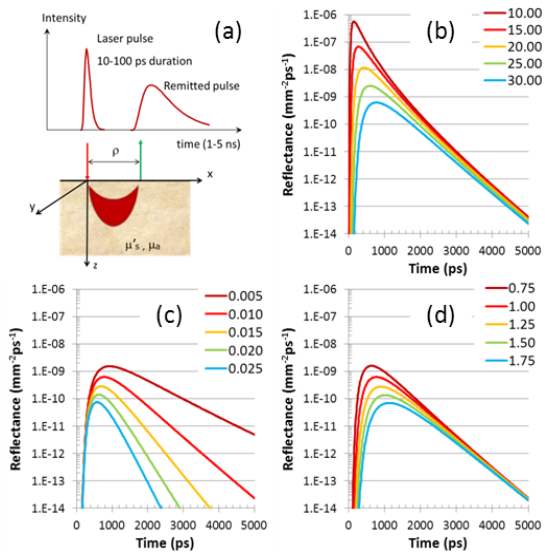 Intensity
(a)
Laser pulse
10-100 ps duration
Remitted pulse
time (1-5 ns)
ρ
x
y
μ's , μa
z
(b)
Reflectance (mm-2ps-1)
1.E-06
1.E-07
1.E-08
1.E-09
1.E-10
1.E-11
1.E-12
1.E-13
1.E-14
0 1000 2000 3000 4000 5000
Time (ps)
10.00
15.00
20.00
25.00
30.00
(c)
Reflectance (mm-2ps-1)
1.E-06
1.E-07
1.E-08
1.E-09
1.E-10
1.E-11
1.E-12
1.E-13
1.E-14
0 1000 2000 3000 4000 5000
Time (ps)
0.005
0.010
0.015
0.020
0.025
(d)
Reflectance (mm-2ps-1)
1.E-06
1.E-07
1.E-08
1.E-09
1.E-10
1.E-11
1.E-12
1.E-13
1.E-14
0 1000 2000 3000 4000 5000
Time (ps)
0.75
1.00
1.25
1.50
1.75